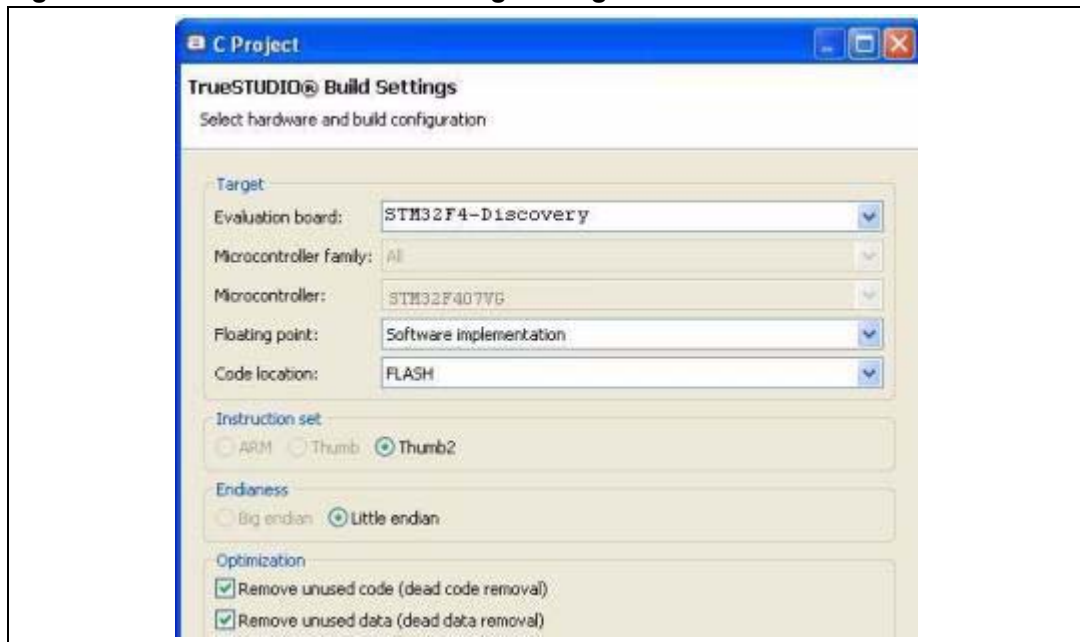 C Project
TrueSTUDIO® Build Settings
Select hardware and build configuration
Target
Evaluation board: STM32F4-Discovery
Microcontroller family: All
Microcontroller: STM32F407VG
Floating point: Software implementation
Code location: FLASH
Instruction set
ARM Thumb Thumb2
Endianess
Big endian Little endian
Optimization
Remove unused code (dead code removal)
Remove unused data (dead data removal)